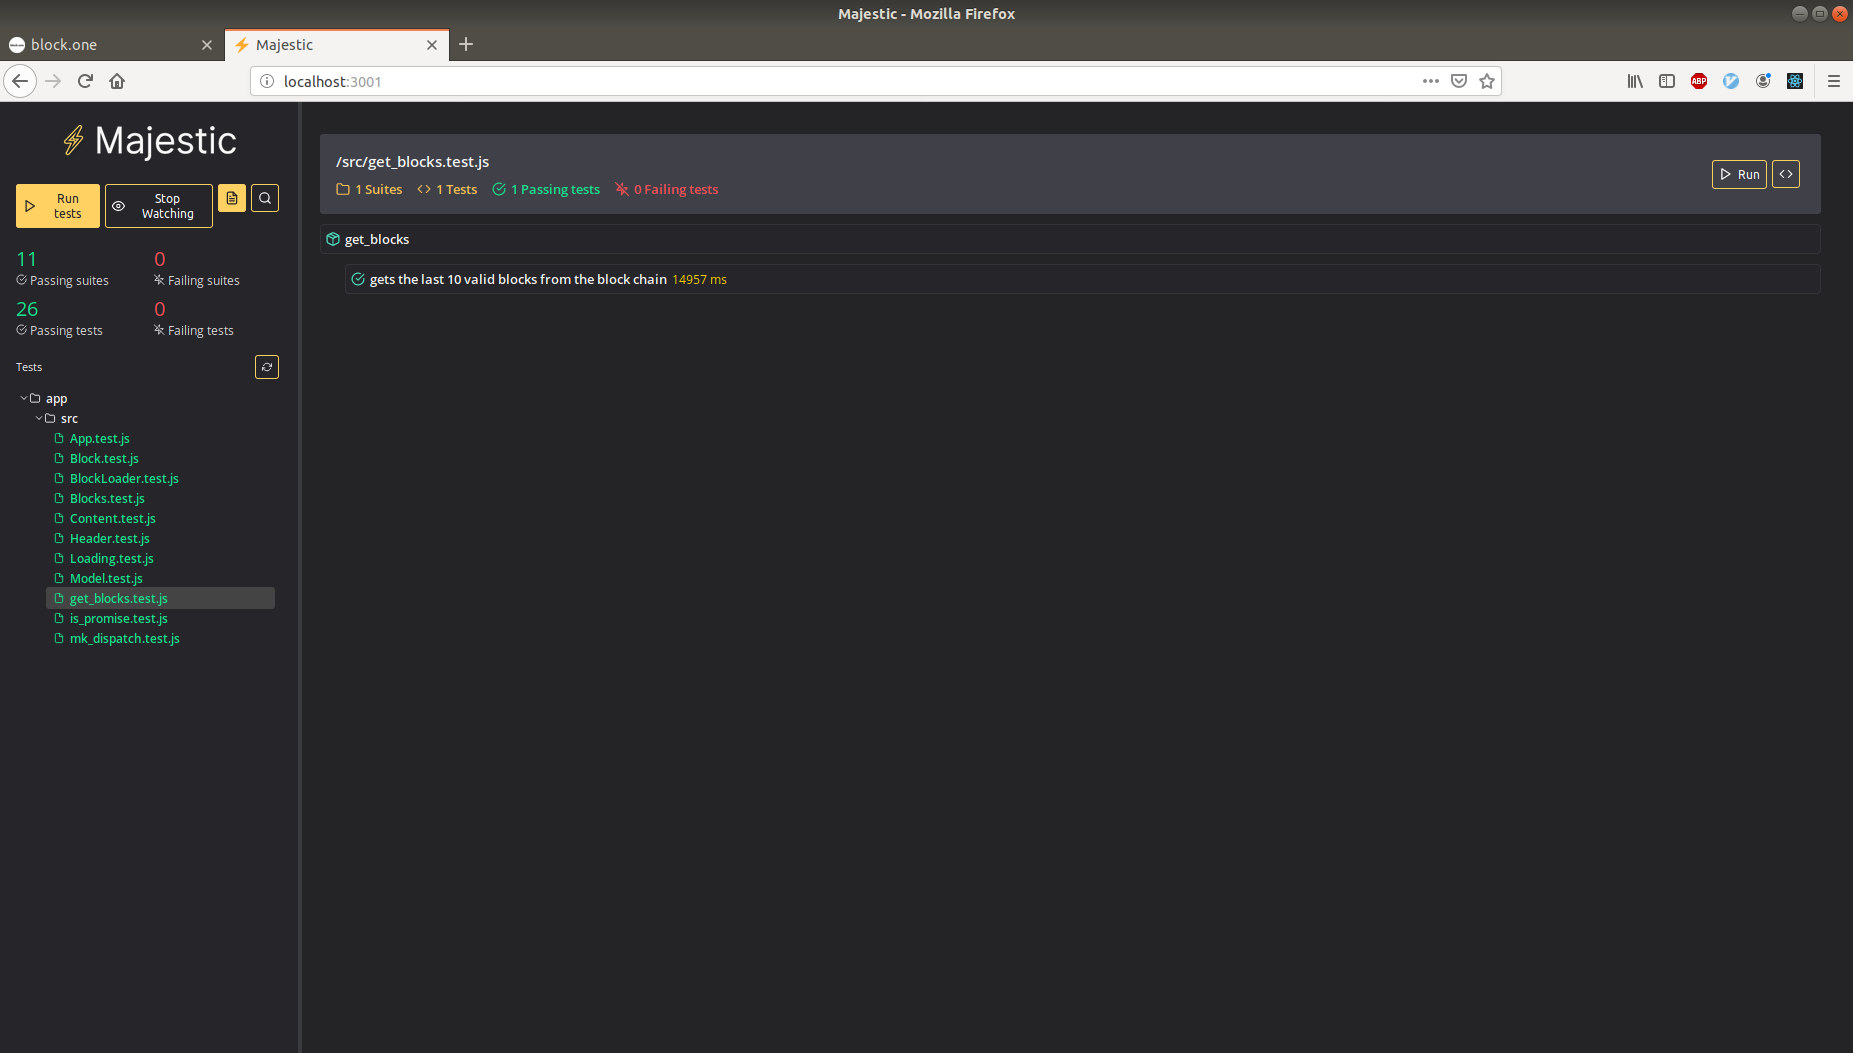 Majestic - Mozilla Firefox
block.one
Majestic
localhost:3001
ABP
Majestic
Run tests
Stop Watching
11
Passing suites
0
Failing suites
26
Passing tests
0
Failing tests
Tests
app
src
App.test.js
Block.test.js
BlockLoader.test.js
Blocks.test.js
Content.test.js
Header.test.js
Loading.test.js
Model.test.js
get_blocks.test.js
is_promise.test.js
mk_dispatch.test.js
/src/get_blocks.test.js
1 Suites 1 Tests 1 Passing tests 0 Failing tests
Run
get_blocks
gets the last 10 valid blocks from the block chain 14957 ms